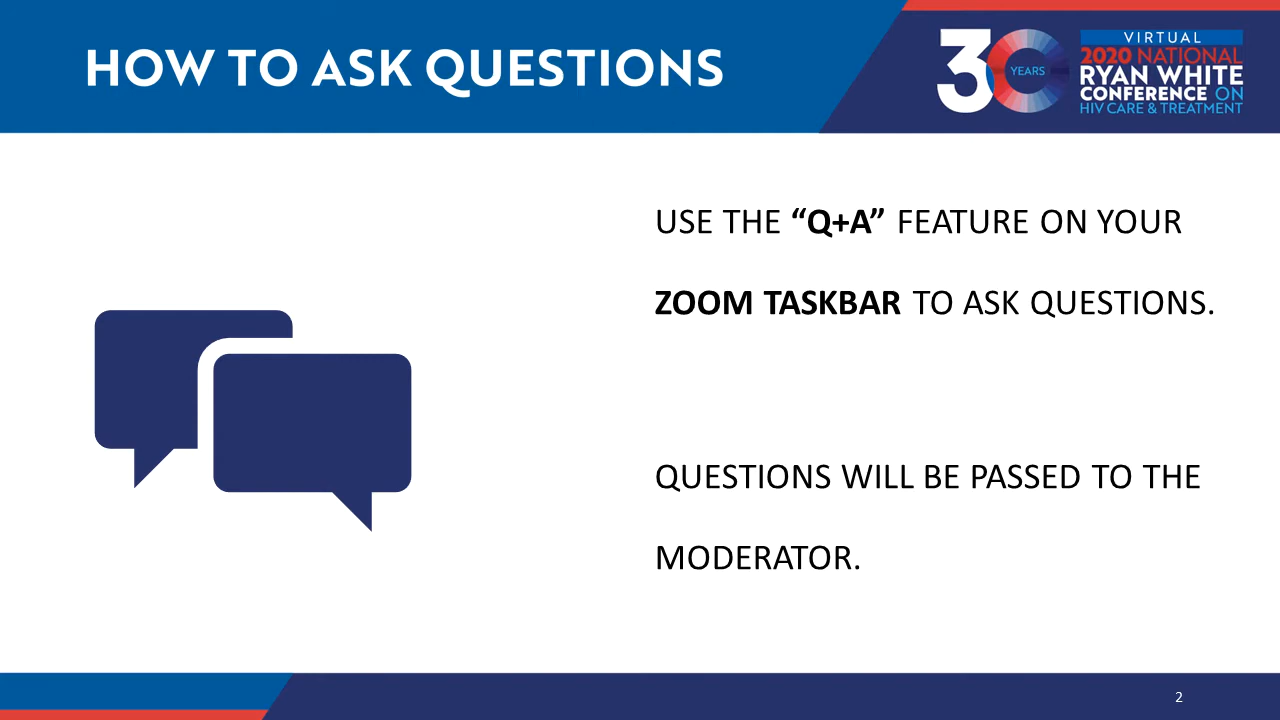 HOW TO ASK QUESTIONS
30
YEARS
VIRTUAL
2020 NATIONAL
RYAN WHITE
CONFERENCE ON
HIV CARE & TREATMENT
USE THE “Q+A” FEATURE ON YOUR
ZOOM TASKBAR TO ASK QUESTIONS.
QUESTIONS WILL BE PASSED TO THE
MODERATOR.
2